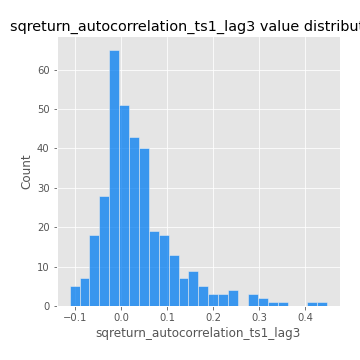 sqreturn_autocorrelation_ts1_lag3 value distribut
60
50
40
30
20
10
0
Count
−0.1 0.0 0.1 0.2 0.3 0.4
sqreturn_autocorrelation_ts1_lag3